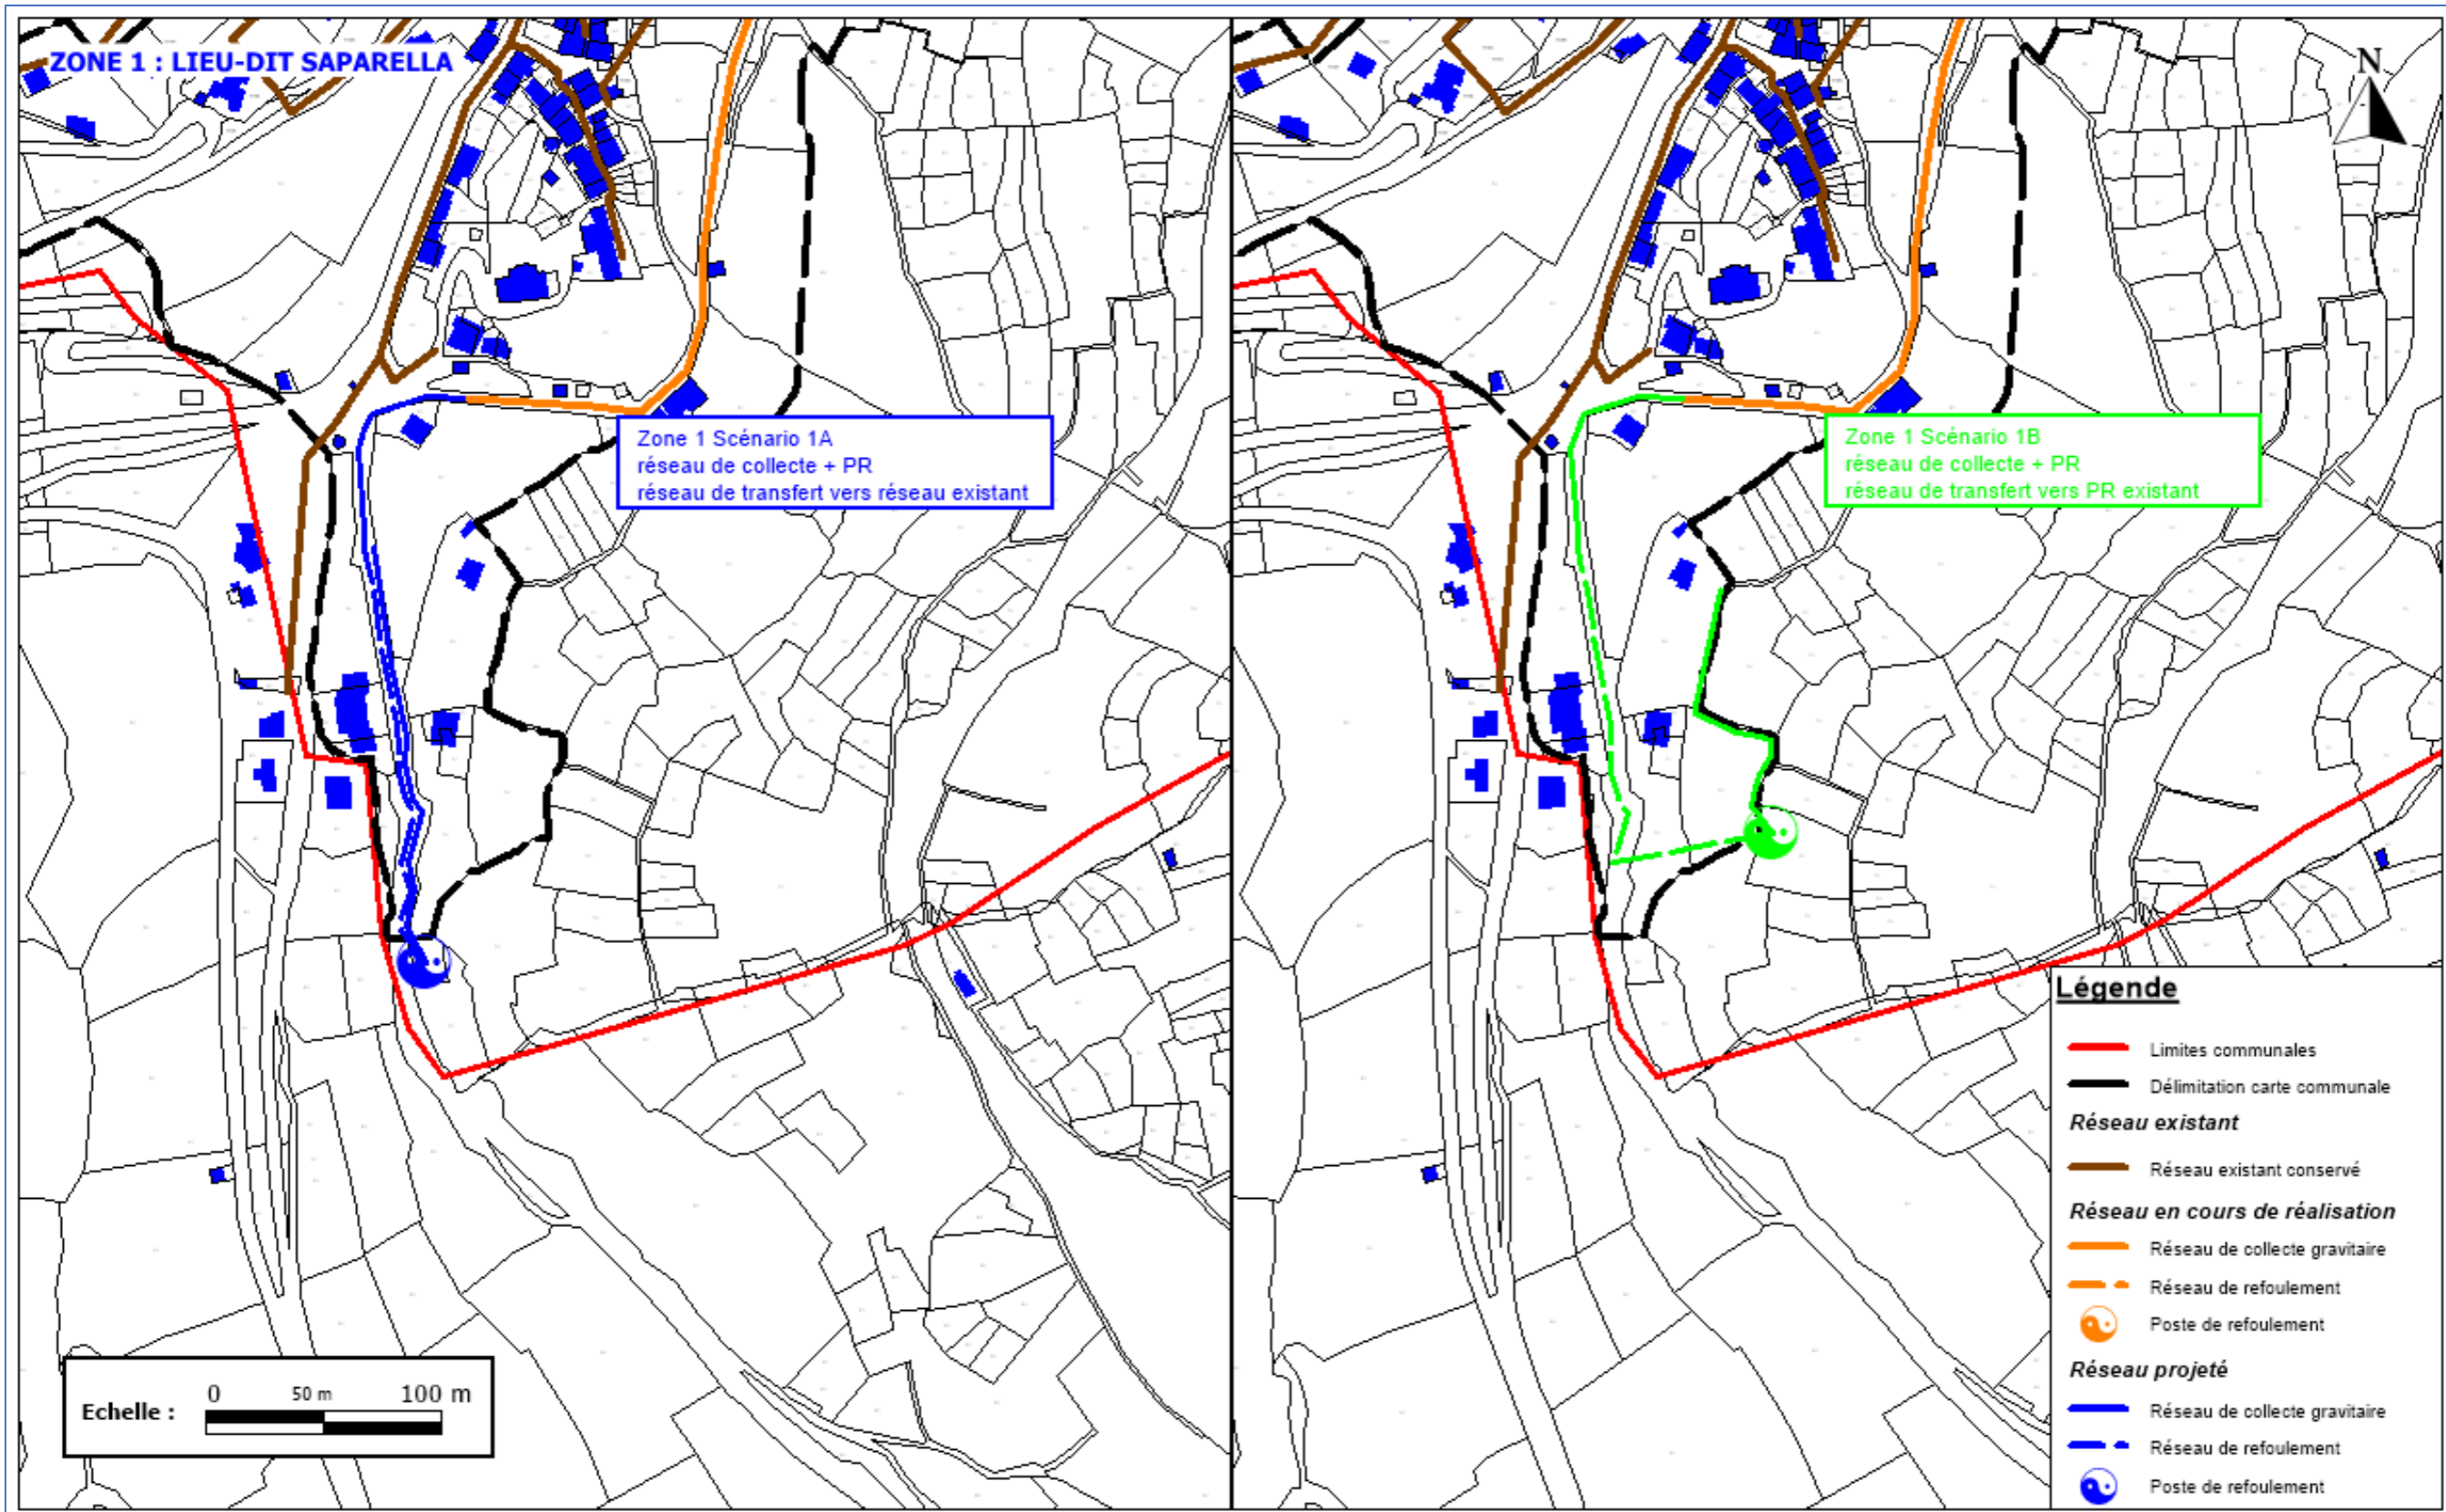 ZONE 1 : LIEU-DIT SAPARELLA
N
Zone 1 Scénario 1A
réseau de collecte + PR
réseau de transfert vers réseau existant
Zone 1 Scénario 1B
réseau de collecte + PR
réseau de transfert vers PR existant
Légende
Limites communales
Délimitation carte communale
Réseau existant
Réseau existant conservé
Réseau en cours de réalisation
Réseau de collecte gravitaire
Réseau de refoulement
Poste de refoulement
Réseau projeté
Réseau de collecte gravitaire
Réseau de refoulement
Poste de refoulement
Echelle :
0 50 m 100 m